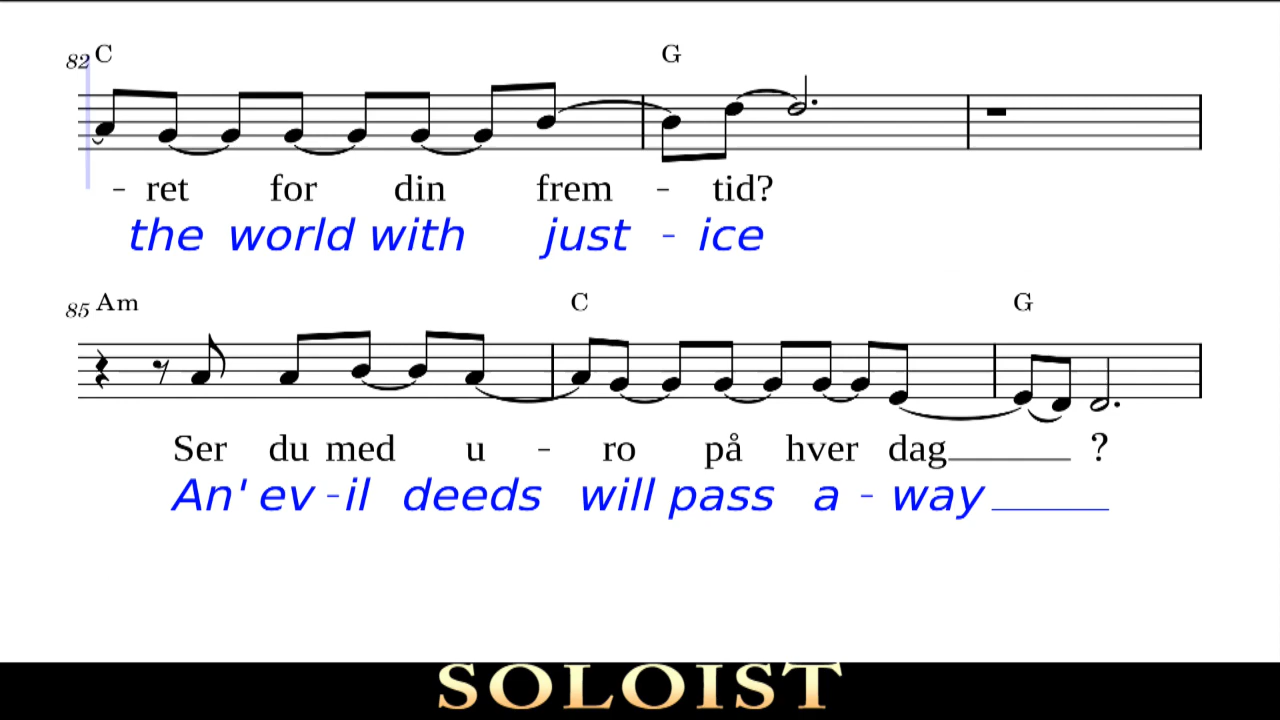 82 C G
- ret for din frem - tid?
the world with just - ice
85 Am C G
Ser du med u - ro på hver dag ?
An' ev - il deeds will pass a - way
SOLOIST